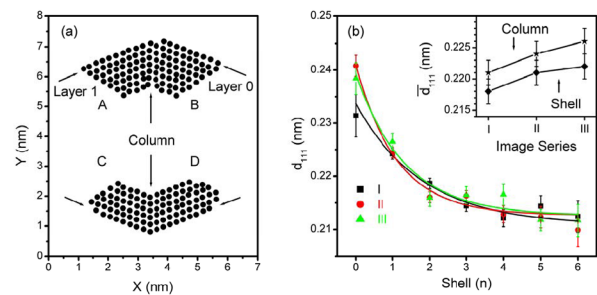 (a)
8
7
6
5
4
3
2
1
0
Y (nm)
Layer 1
Layer 0
A
B
Column
C
D
0 1 2 3 4 5 6 7
X (nm)
(b)
0.25
0.24
0.23
0.22
0.21
d111 (nm)
I
II
III
0 1 2 3 4 5 6
Shell (n)
0.225
0.220
0.215
d111 (nm)
Column
Shell
I II III
Image Series